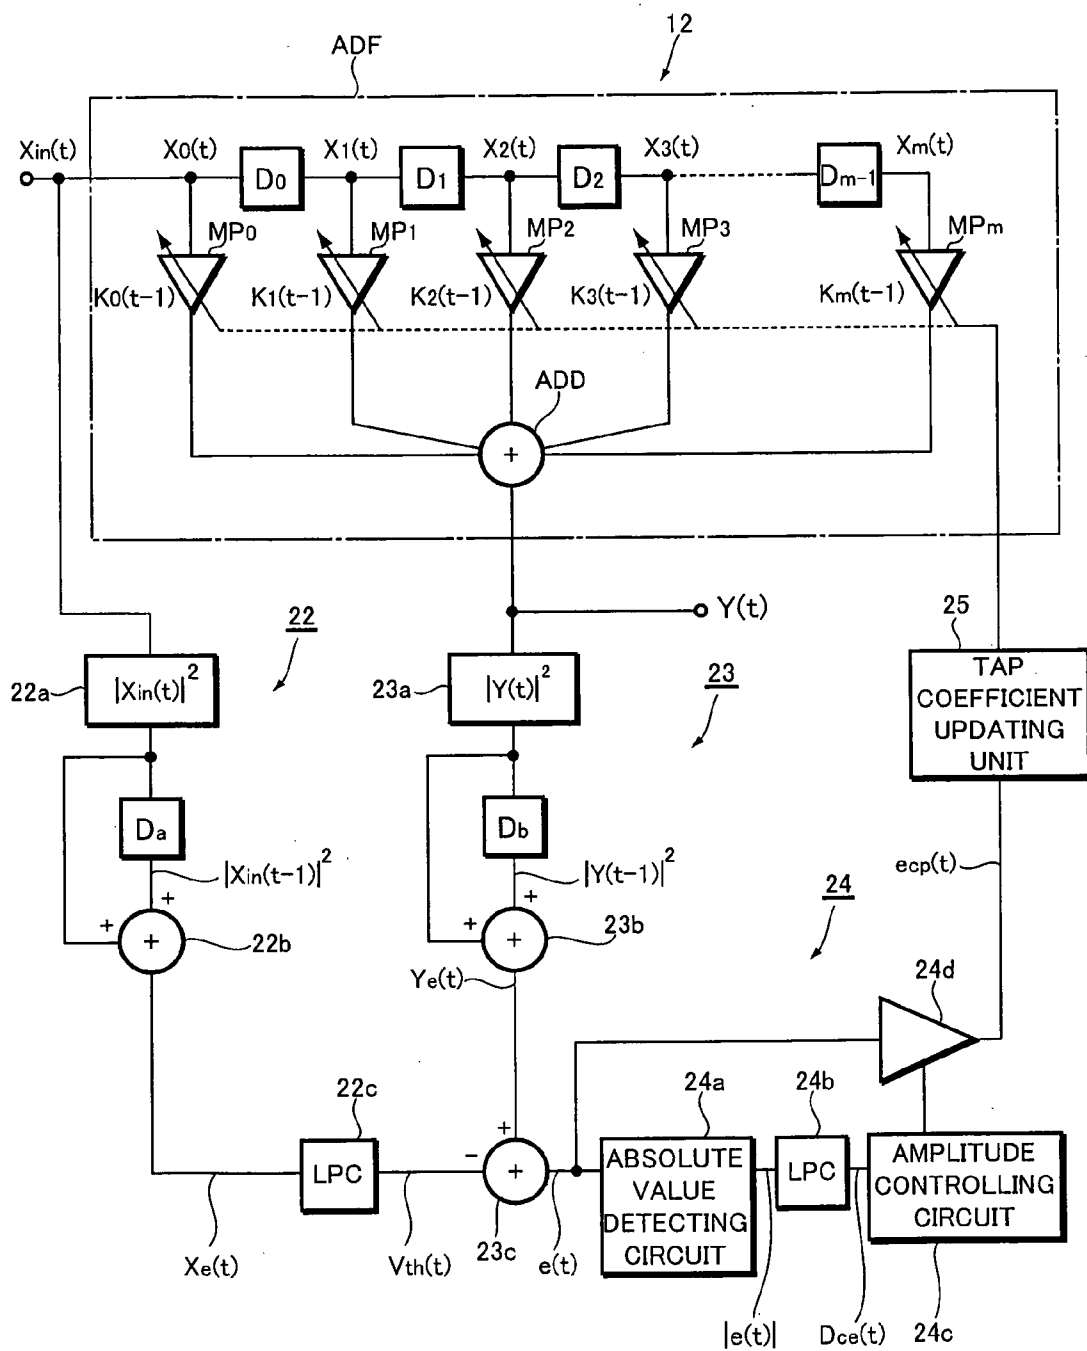 12
ADF
Xin(t)
X0(t)
D0
X1(t)
D1
X2(t)
D2
X3(t)
Dm-1
Xm(t)
MP0
MP1
MP2
MP3
MPm
K0(t-1)
K1(t-1)
K2(t-1)
K3(t-1)
Km(t-1)
ADD
+
Y(t)
22
23
25
22a
|Xin(t)|²
23a
|Y(t)|²
TAP
COEFFICIENT
UPDATING
UNIT
Da
Db
|Xin(t-1)|²
|Y(t-1)|²
ecp(t)
24
+
+
+
22b
+
+
+
23b
Ye(t)
24d
22c
24a
24b
LPC
−
+
+
ABSOLUTE
VALUE
DETECTING
CIRCUIT
LPC
AMPLITUDE
CONTROLLING
CIRCUIT
Xe(t)
Vth(t)
23c
e(t)
|e(t)|
Dce(t)
24c